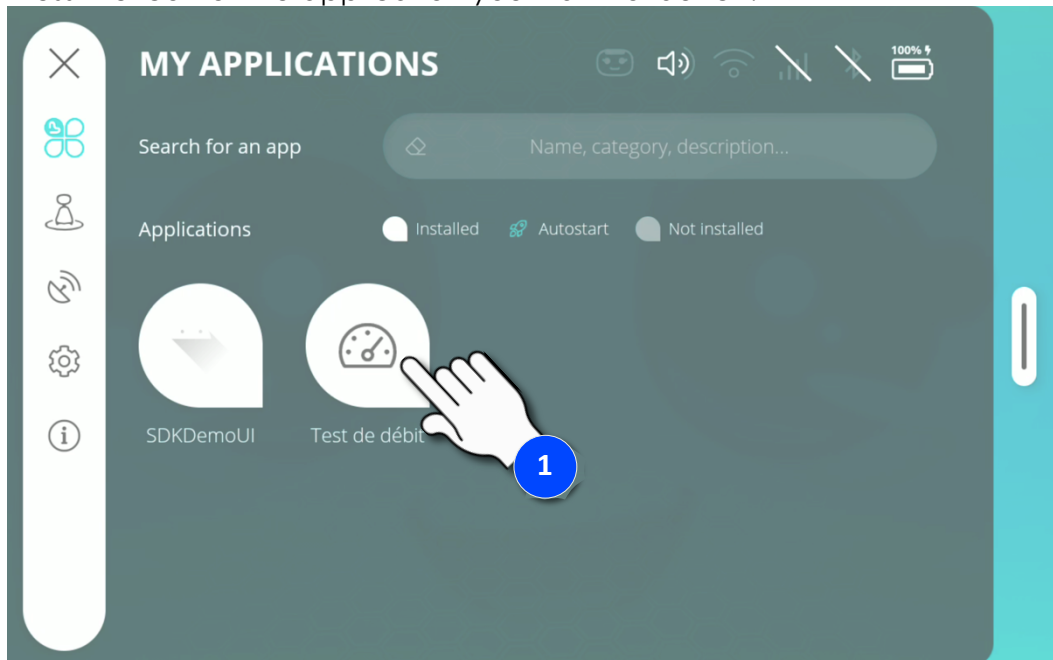 MY APPLICATIONS
100%
Search for an app
Name, category, description...
Applications
Installed
Autostart
Not installed
SDKDemoUI
Test de débit
1